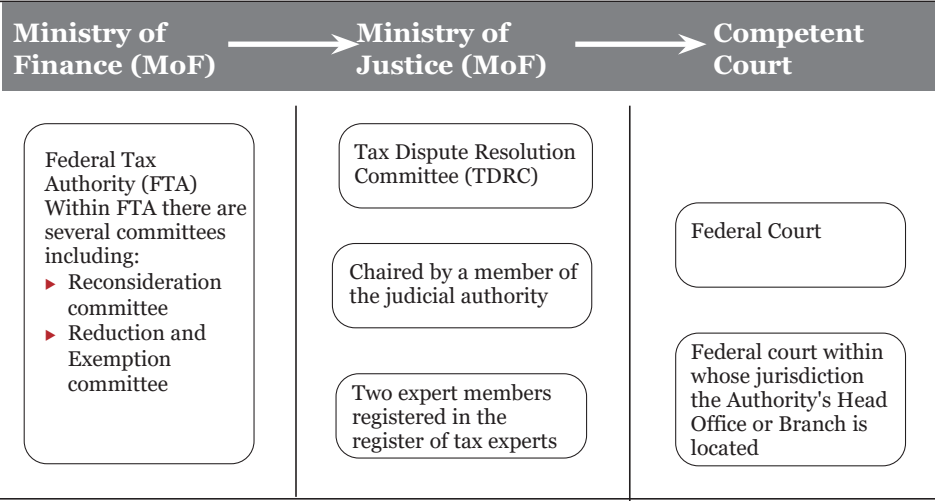 Ministry of
Finance (MoF)
Ministry of
Justice (MoF)
Competent
Court
Federal Tax
Authority (FTA)
Within FTA there are
several committees
including:
▶ Reconsideration
committee
▶ Reduction and
Exemption
committee
Tax Dispute Resolution
Committee (TDRC)
Chaired by a member of
the judicial authority
Two expert members
registered in the
register of tax experts
Federal Court
Federal court within
whose jurisdiction
the Authority's Head
Office or Branch is
located